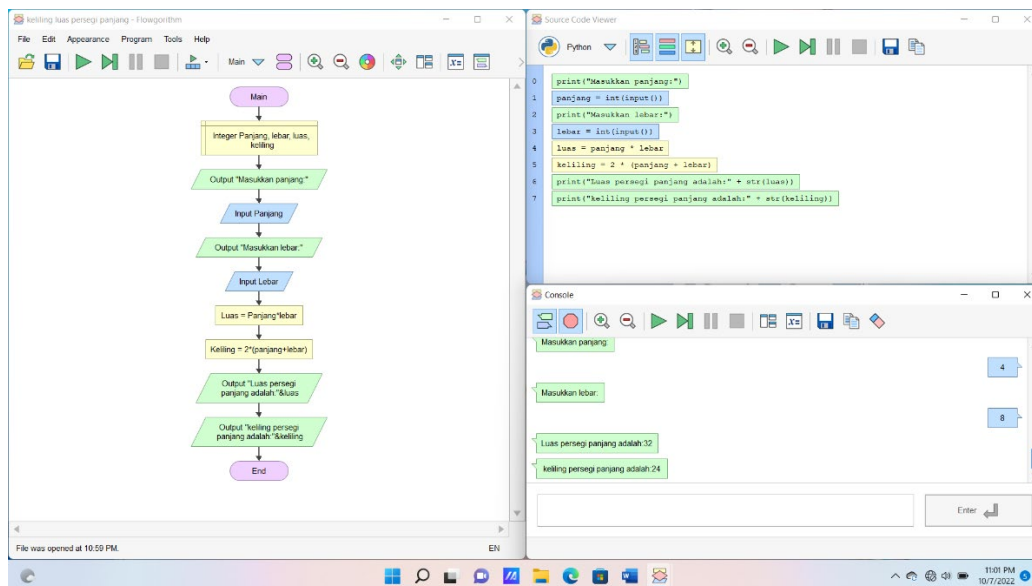 keliling luas persegi panjang - Flowgorithm
File Edit Appearance Program Tools Help
Main
Main
Integer Panjang, lebar, luas,
keliling
Output "Masukkan panjang:"
Input Panjang
Output "Masukkan lebar:"
Input Lebar
Luas = Panjang*lebar
Keliling = 2*(panjang+lebar)
Output "Luas persegi
panjang adalah:"&luas
Output "keliling persegi
panjang adalah:"&keliling
End
File was opened at 10:59 PM.
EN
Source Code Viewer
Python
0 print("Masukkan panjang:")
1 panjang = int(input())
2 print("Masukkan lebar:")
3 lebar = int(input())
4 luas = panjang * lebar
5 keliling = 2 * (panjang + lebar)
6 print("Luas persegi panjang adalah:" + str(luas))
7 print("keliling persegi panjang adalah:" + str(keliling))
Console
Masukkan panjang:
4
Masukkan lebar:
8
Luas persegi panjang adalah:32
keliling persegi panjang adalah:24
Enter
11:01 PM
10/7/2022